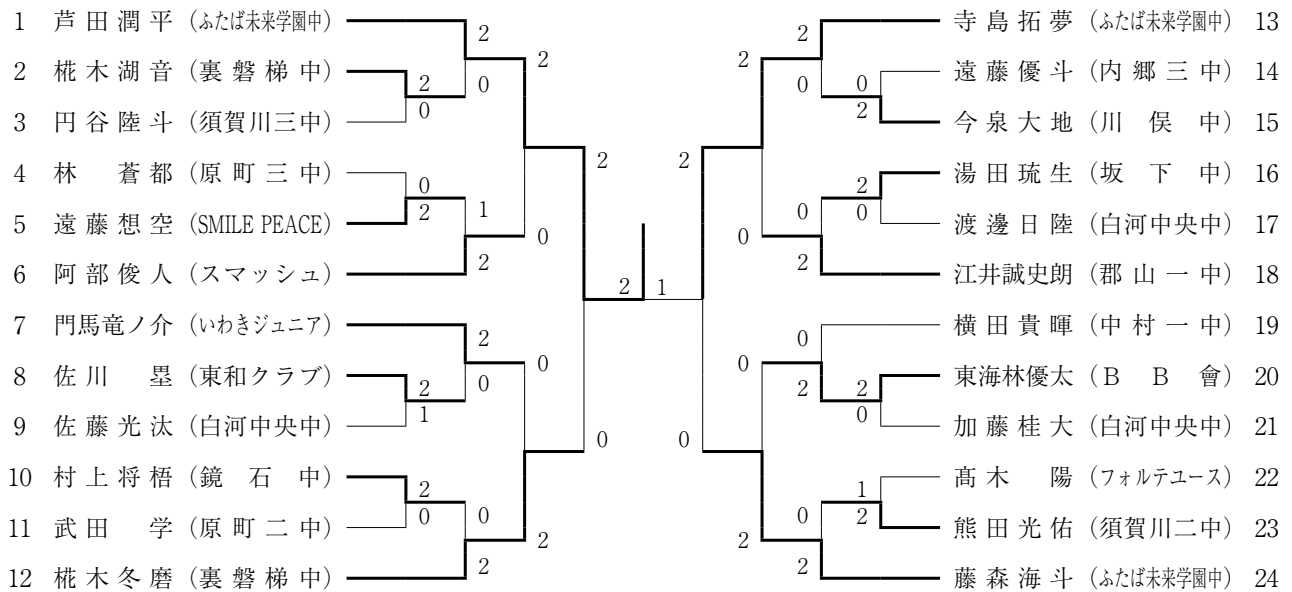 1 芦田潤平 (ふたば未来学園中)
2 椛木湖音 (裏磐梯中)
3 円谷陸斗 (須賀川三中)
4 林 蒼都 (原町三中)
5 遠藤想空 (SMILE PEACE)
6 阿部俊人 (スマッシュ)
7 門馬竜ノ介 (いわきジュニア)
8 佐川 塁 (東和クラブ)
9 佐藤光汰 (白河中央中)
10 村上将梧 (鏡石中)
11 武田 学 (原町二中)
12 椛木冬磨 (裏磐梯中)
2
2 0
0
0
2 1
2
2
2 0
1
2
0 0
2
2
0
0
2
2
0
2 1
2
0
2
0
0
2
2
0 0
2
2 0
0
2
0
2 2
0
1
0 2
2
寺島拓夢 (ふたば未来学園中) 13
遠藤優斗 (内郷三中) 14
今泉大地 (川俣中) 15
湯田琉生 (坂下中) 16
渡邊日陸 (白河中央中) 17
江井誠史朗 (郡山一中) 18
横田貴暉 (中村一中) 19
東海林優太 (BB會) 20
加藤桂大 (白河中央中) 21
髙木 陽 (フォルテユース) 22
熊田光佑 (須賀川二中) 23
藤森海斗 (ふたば未来学園中) 24